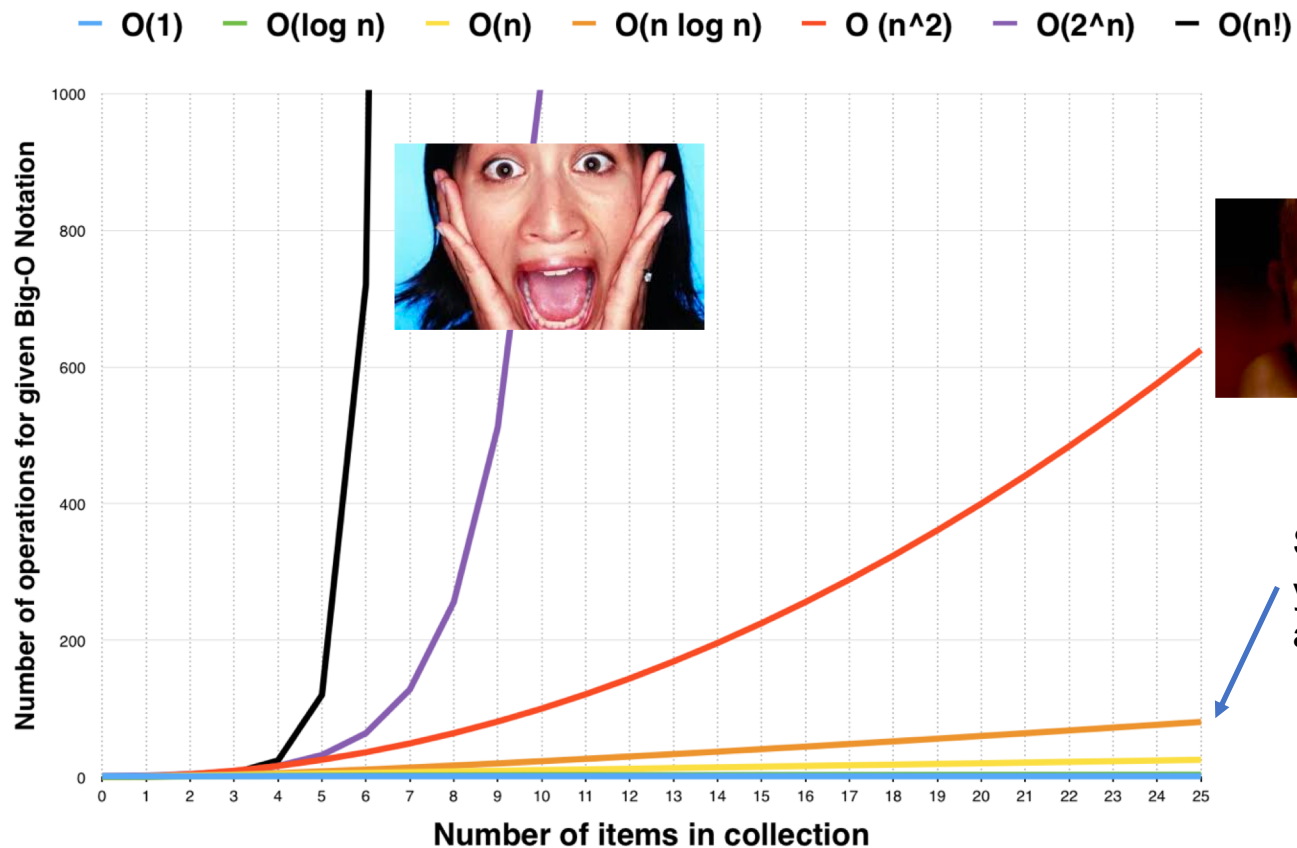 O(1) O(log n) O(n) O(n log n) O (n^2) O(2^n) O(n!)
Number of operations for given Big-O Notation
1000
800
600
400
200
0
0 1 2 3 4 5 6 7 8 9 10 11 12 13 14 15 16 17 18 19 20 21 22 23 24 25
Number of items in collection